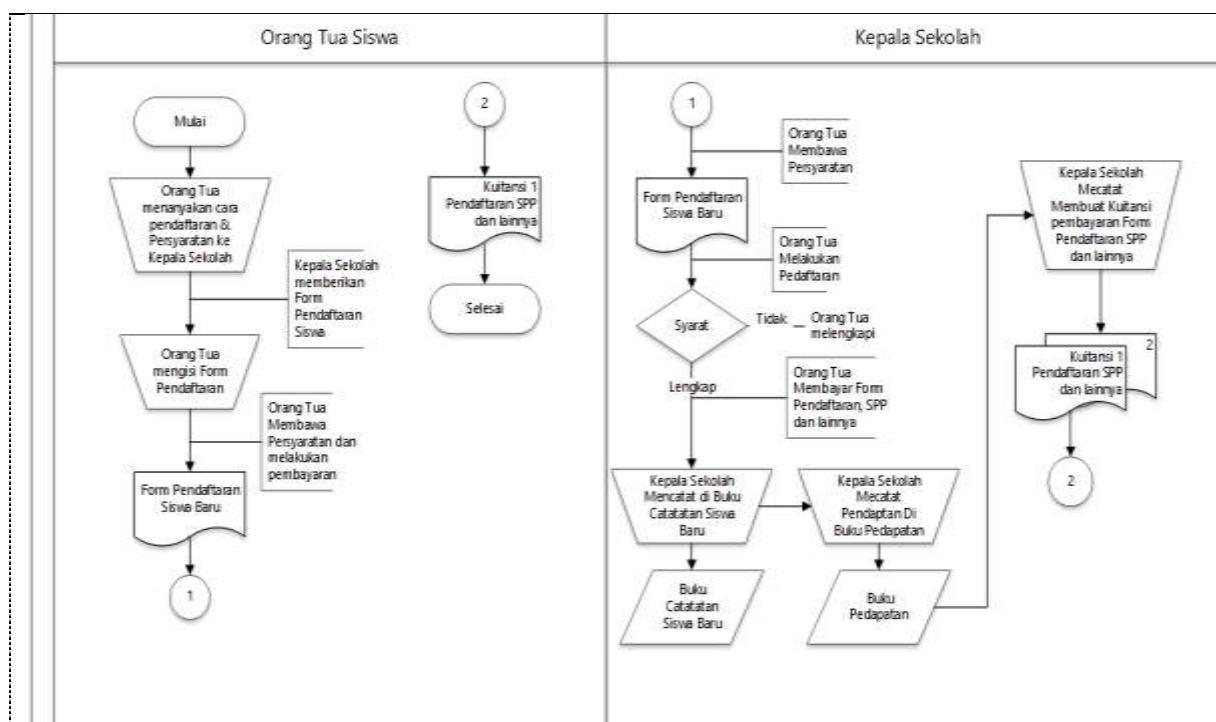 Orang Tua Siswa
Kepala Sekolah
Mulai
Orang Tua
menanyakan cara
pendaftaran &
Persyaratan ke
Kepala Sekolah
Kepala Sekolah
memberikan
Form
Pendaftaran
Siswa
Orang Tua
mengisi Form
Pendaftaran
Orang Tua
Membawa
Persyaratan dan
melakukan
pembayaran
Form Pendaftaran
Siswa Baru
1
2
Kuitansi 1
Pendaftaran SPP
dan lainnya
Selesai
1
Orang Tua
Membawa
Persyaratan
Form Pendaftaran
Siswa Baru
Orang Tua
Melakukan
Pedaftaran
Syarat
Tidak
Orang Tua
melengkapi
Lengkap
Orang Tua
Membayar Form
Pendaftaran, SPP
dan lainnya
Kepala Sekolah
Mencatat di Buku
Catatatan Siswa
Baru
Buku
Catatatan
Siswa Baru
Kepala Sekolah
Mecatat
Pendaptan Di
Buku Pedapatan
Buku
Pedapatan
Kepala Sekolah
Mecatat
Membuat Kuitansi
pembayaran Form
Pendaftaran SPP
dan lainnya
2
Kuitansi 1
Pendaftaran SPP
dan lainnya
2